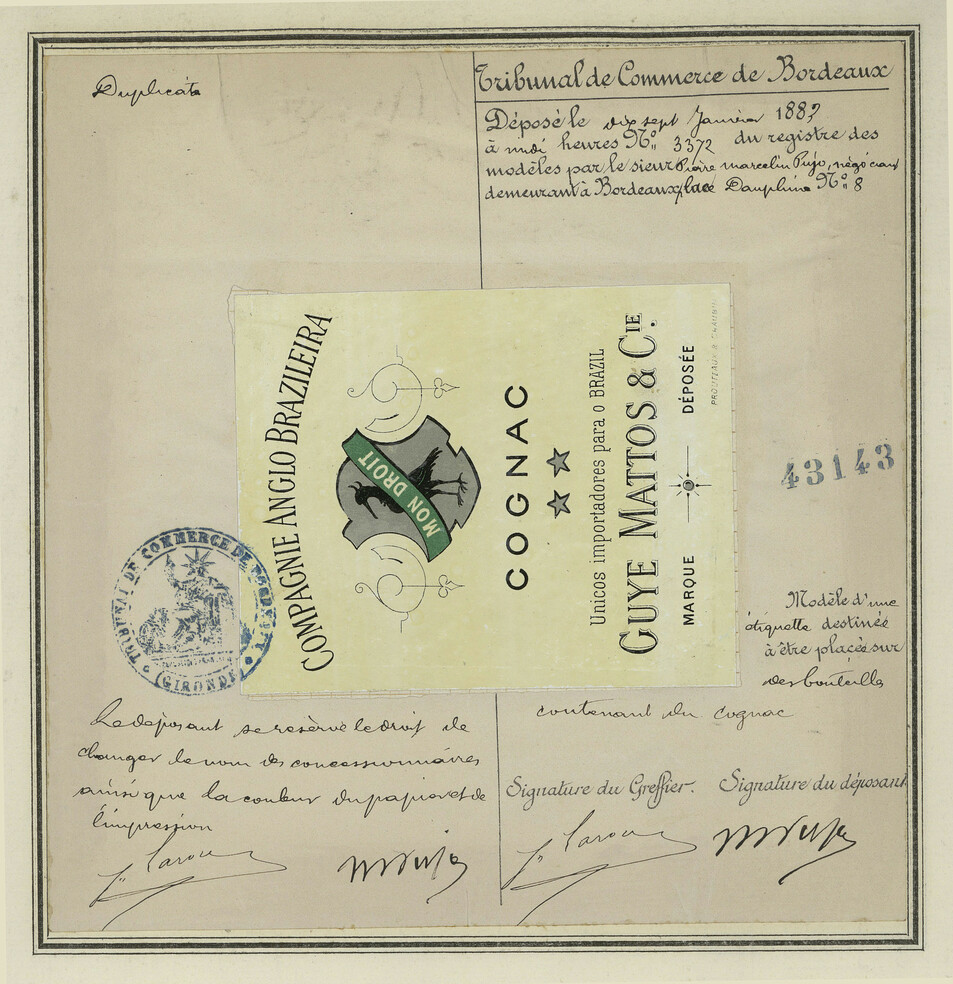 Duplicata
Tribunal de Commerce de Bordeaux
Déposé le dix sept Janvier 1887
à midi heures Nº: 3372 du registre des
modèles par le sieur Pierre marcelin Pujo, négociant
demeurant à Bordeaux, place Dauphine Nº: 8
COMPAGNIE ANGLO BRAZILEIRA
MON DROIT
COGNAC
Unicos importadores para o BRAZIL
GUYE MATTOS & CIE.
MARQUE DÉPOSÉE
43143
TRIBUNAL DE COMMERCE DE
(GIRONDE)
Modèle d'une
étiquette destinée
à être placée sur
des bouteilles
contenant du cognac
Le déposant se réserve le droit de
changer le nom des concessionnaires
ainsi que la couleur du papier et de
l'impression
Signature du Greffier. Signature du déposant